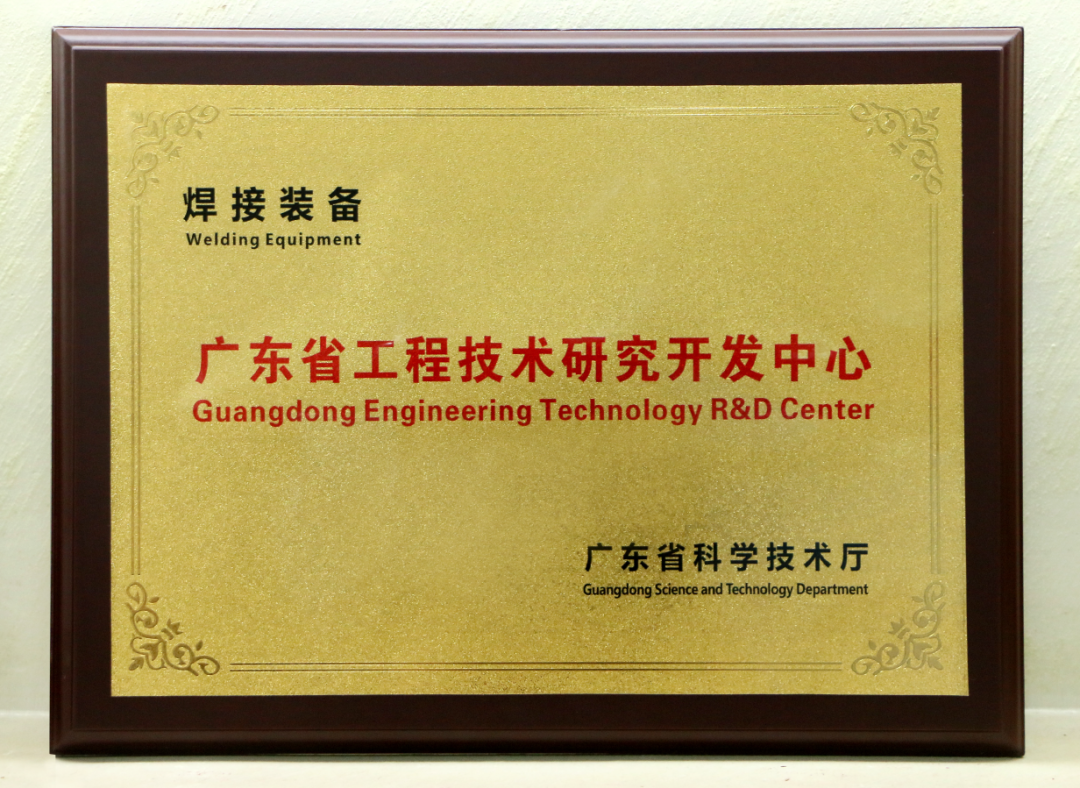 焊接装备
Welding Equipment
广东省工程技术研究开发中心
Guangdong Engineering Technology R&D Center
广东省科学技术厅
Guangdong Science and Technology Department